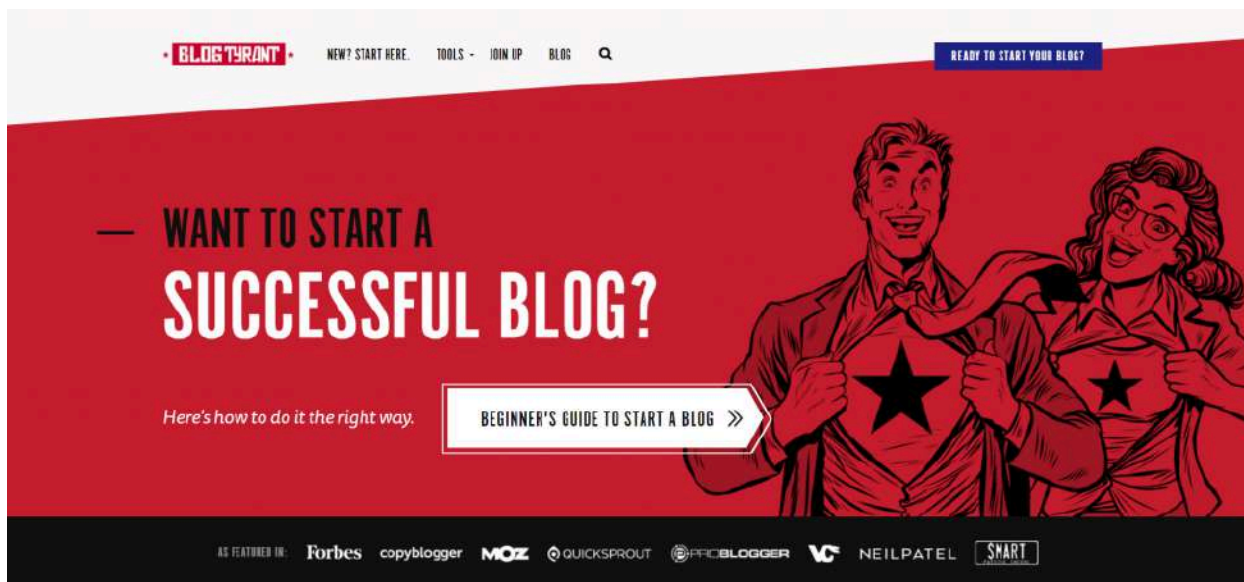 BLOG TYRANT NEW? START HERE. TOOLS - JOIN UP BLOG READY TO START YOUR BLOG?
WANT TO START A
SUCCESSFUL BLOG?
Here's how to do it the right way. BEGINNER'S GUIDE TO START A BLOG
AS FEATURED IN: Forbes copyblogger MOZ QUICKSPROUT PROBLOGGER VC NEILPATEL SMART